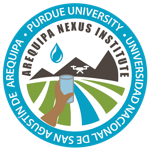 PURDUE UNIVERSITY • UNIVERSIDAD NACIONAL DE SAN AGUSTÍN DE AREQUIPA •
AREQUIPA NEXUS INSTITUTE